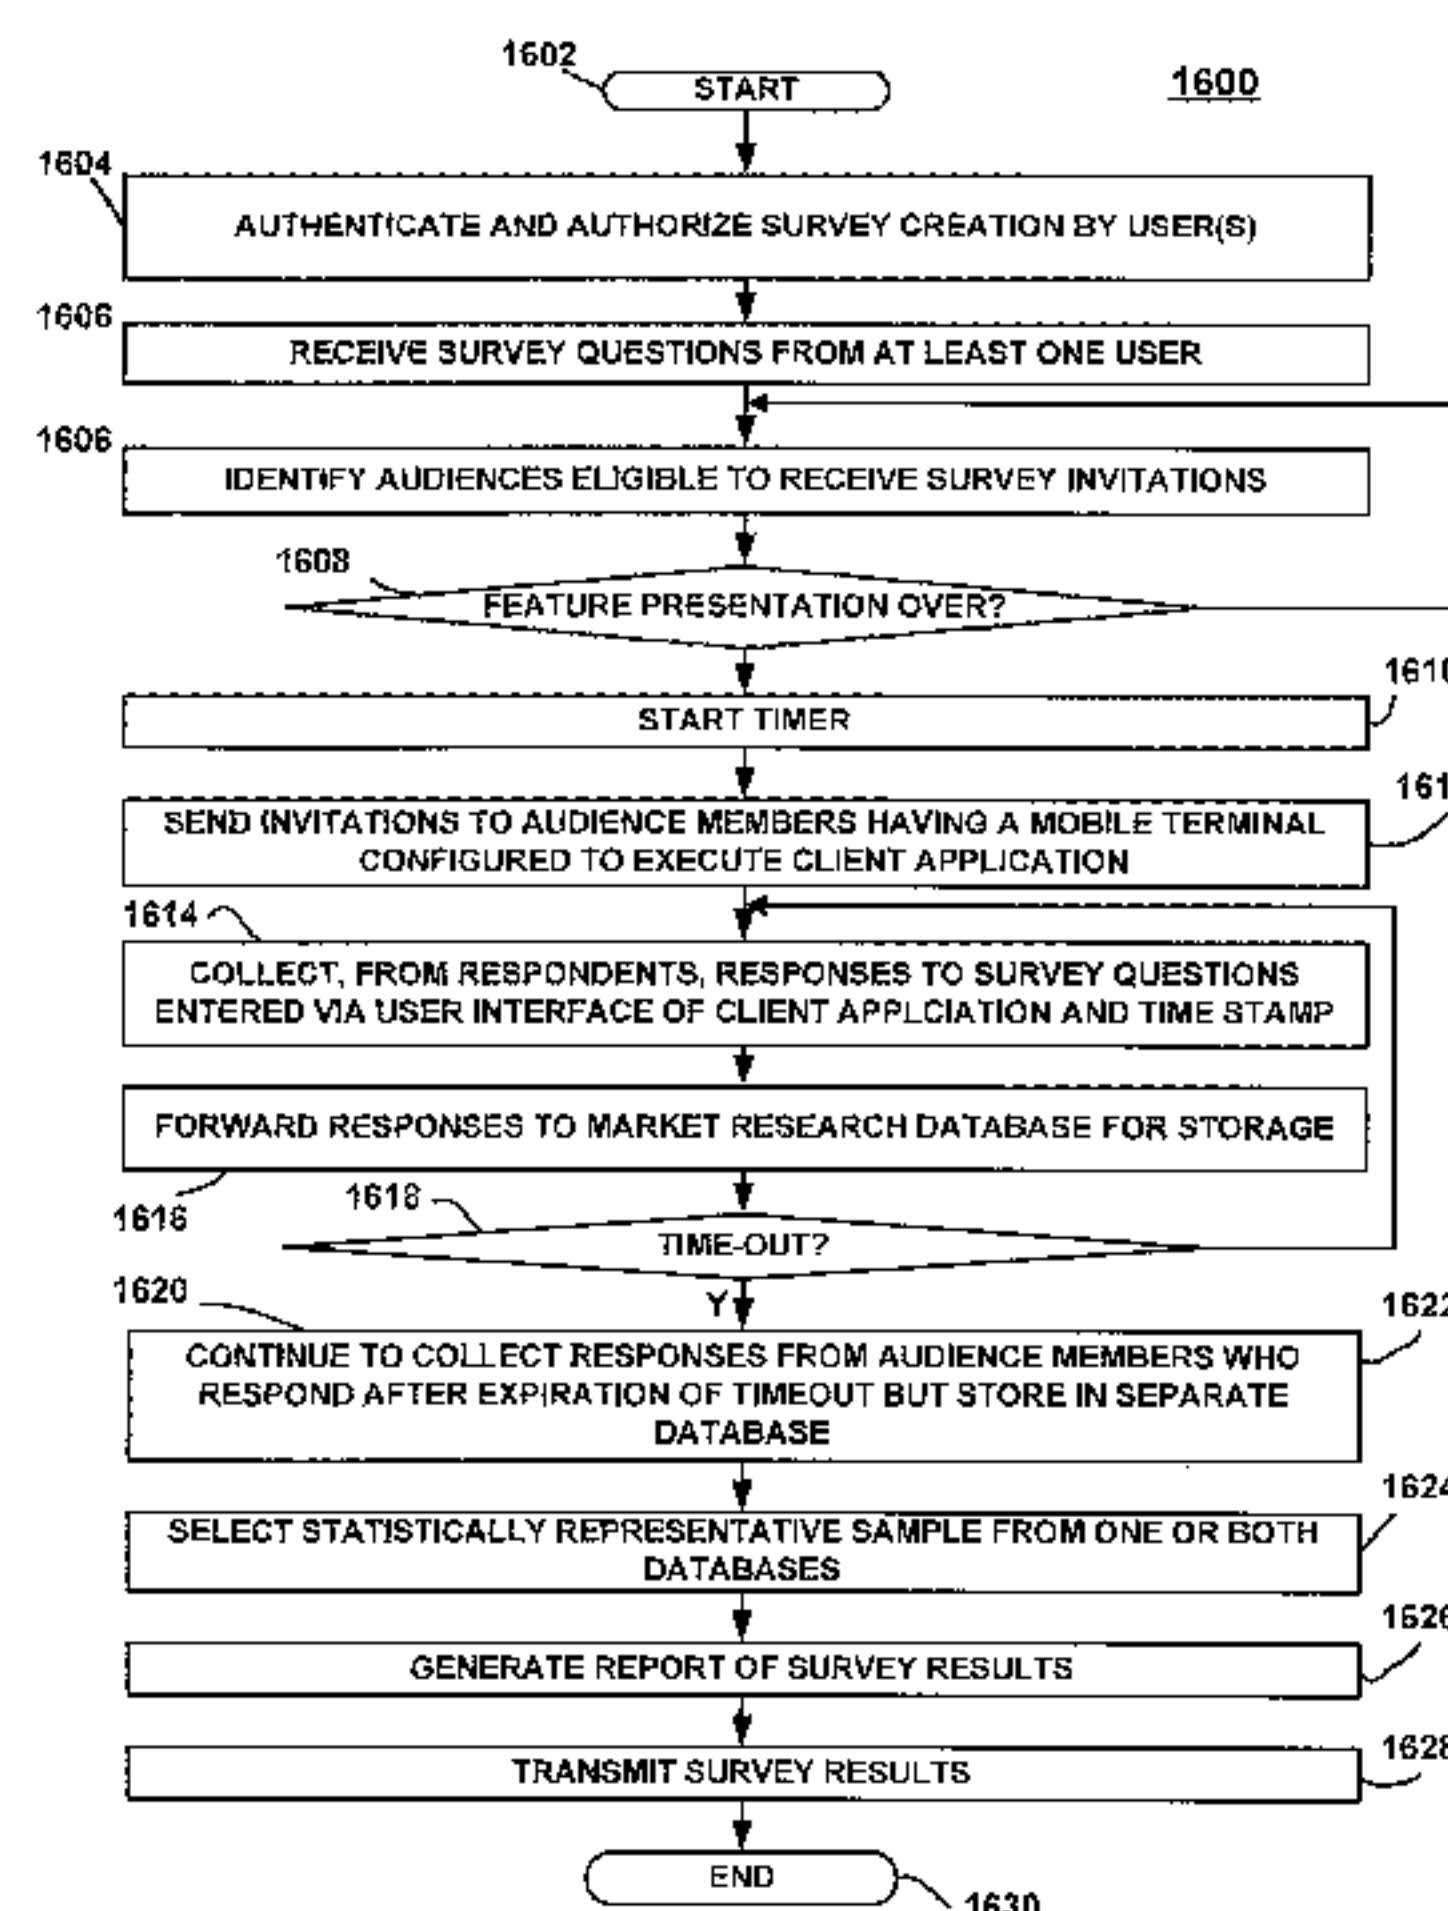 1602
START
1600
1604
AUTHENTICATE AND AUTHORIZE SURVEY CREATION BY USER(S)
1606
RECEIVE SURVEY QUESTIONS FROM AT LEAST ONE USER
1606
IDENTIFY AUDIENCES ELIGIBLE TO RECEIVE SURVEY INVITATIONS
1608
FEATURE PRESENTATION OVER?
1610
START TIMER
161
SEND INVITATIONS TO AUDIENCE MEMBERS HAVING A MOBILE TERMINAL
CONFIGURED TO EXECUTE CLIENT APPLICATION
1614
COLLECT, FROM RESPONDENTS, RESPONSES TO SURVEY QUESTIONS
ENTERED VIA USER INTERFACE OF CLIENT APPLCIATION AND TIME STAMP
FORWARD RESPONSES TO MARKET RESEARCH DATABASE FOR STORAGE
1616
1618
TIME-OUT?
1620
Y
1622
CONTINUE TO COLLECT RESPONSES FROM AUDIENCE MEMBERS WHO
RESPOND AFTER EXPIRATION OF TIMEOUT BUT STORE IN SEPARATE
DATABASE
1624
SELECT STATISTICALLY REPRESENTATIVE SAMPLE FROM ONE OR BOTH
DATABASES
1626
GENERATE REPORT OF SURVEY RESULTS
1628
TRANSMIT SURVEY RESULTS
END
1630